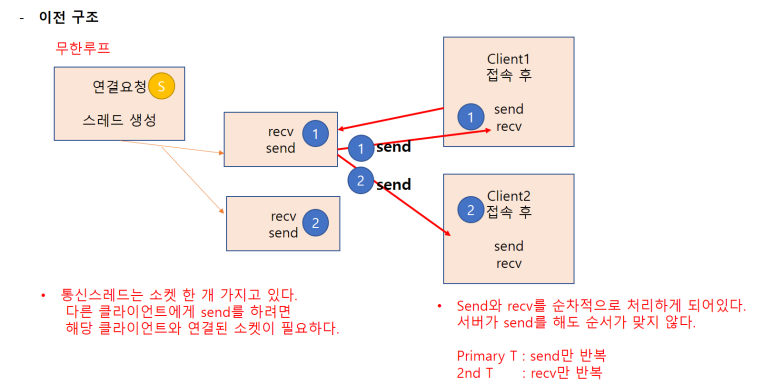 - 이전 구조
무한루프
연결요청 S
스레드 생성
recv 1
send
1 send
2 send
recv
send 2
Client1
접속 후
1 send
recv
Client2
2 접속 후
send
recv
• 통신스레드는 소켓 한 개 가지고 있다.
다른 클라이언트에게 send를 하려면
해당 클라이언트와 연결된 소켓이 필요하다.
• Send와 recv를 순차적으로 처리하게 되어있다.
서버가 send를 해도 순서가 맞지 않다.
Primary T : send만 반복
2nd T : recv만 반복